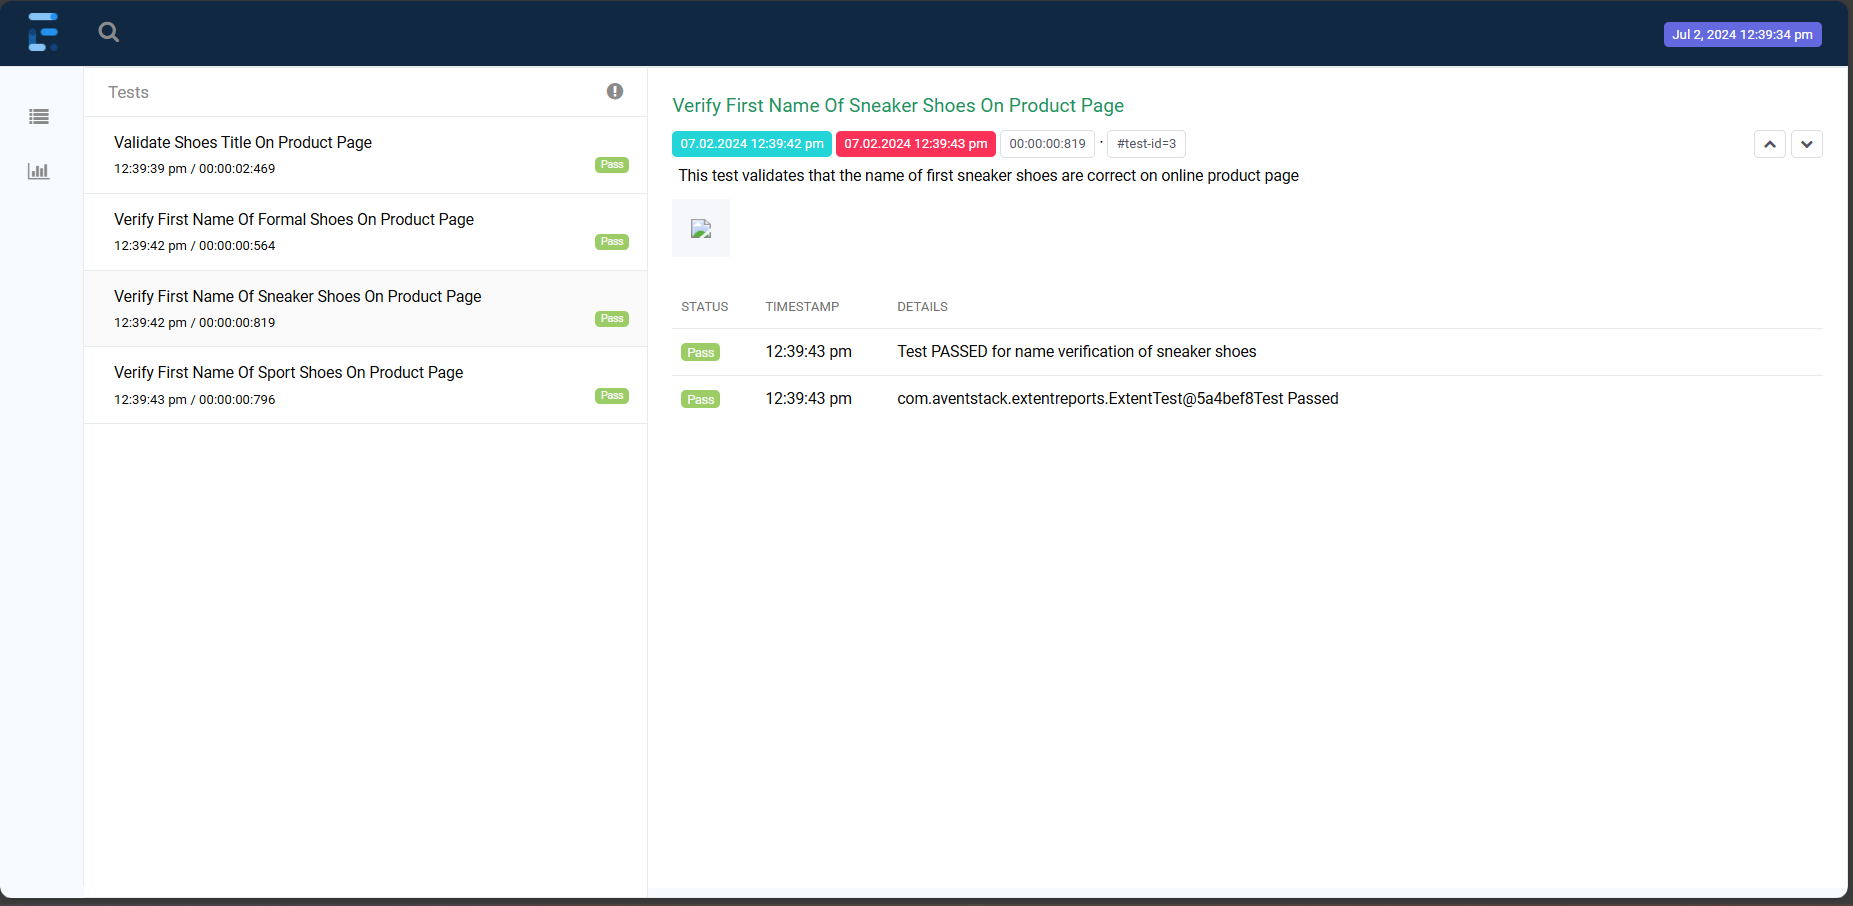 Jul 2, 2024 12:39:34 pm
Tests
Validate Shoes Title On Product Page
12:39:39 pm / 00:00:02:469
Pass
Verify First Name Of Formal Shoes On Product Page
12:39:42 pm / 00:00:00:564
Pass
Verify First Name Of Sneaker Shoes On Product Page
12:39:42 pm / 00:00:00:819
Pass
Verify First Name Of Sport Shoes On Product Page
12:39:43 pm / 00:00:00:796
Pass
Verify First Name Of Sneaker Shoes On Product Page
07.02.2024 12:39:42 pm 07.02.2024 12:39:43 pm 00:00:00:819 · #test-id=3
This test validates that the name of first sneaker shoes are correct on online product page
STATUS TIMESTAMP DETAILS
Pass 12:39:43 pm Test PASSED for name verification of sneaker shoes
Pass 12:39:43 pm com.aventstack.extentreports.ExtentTest@5a4bef8Test Passed